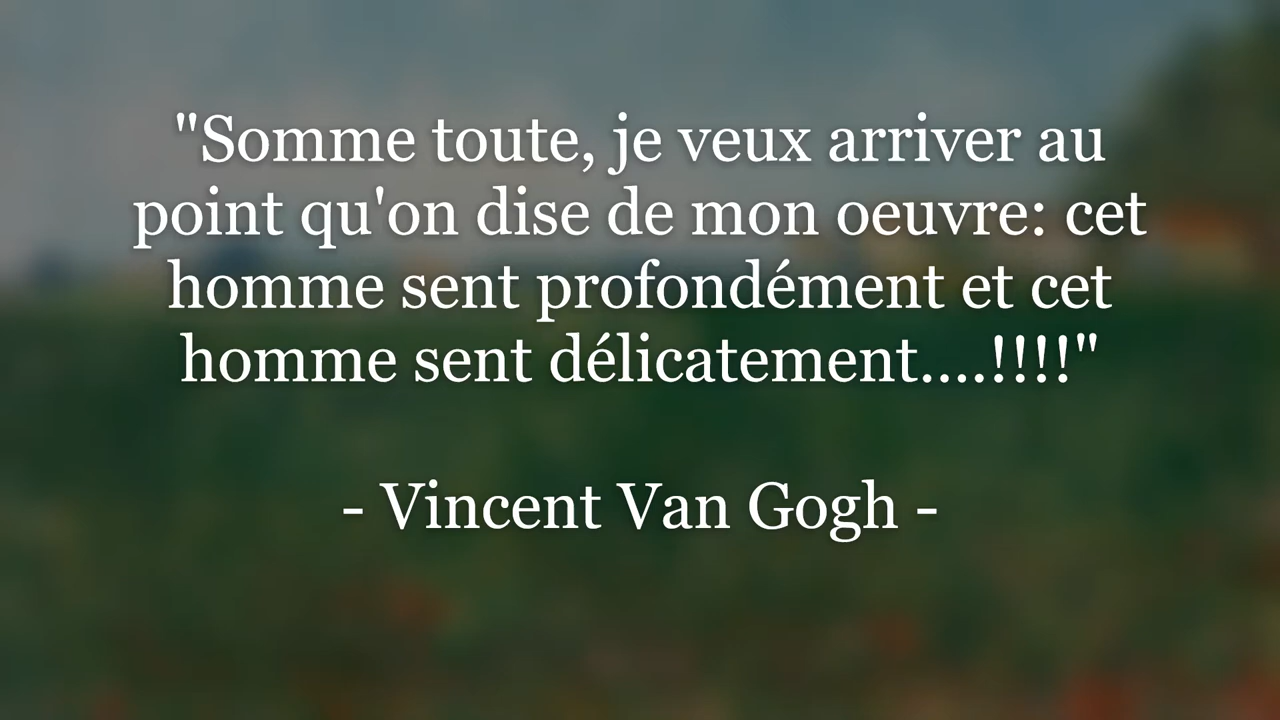 "Somme toute, je veux arriver au
point qu'on dise de mon oeuvre: cet
homme sent profondément et cet
homme sent délicatement....!!!!"
- Vincent Van Gogh -